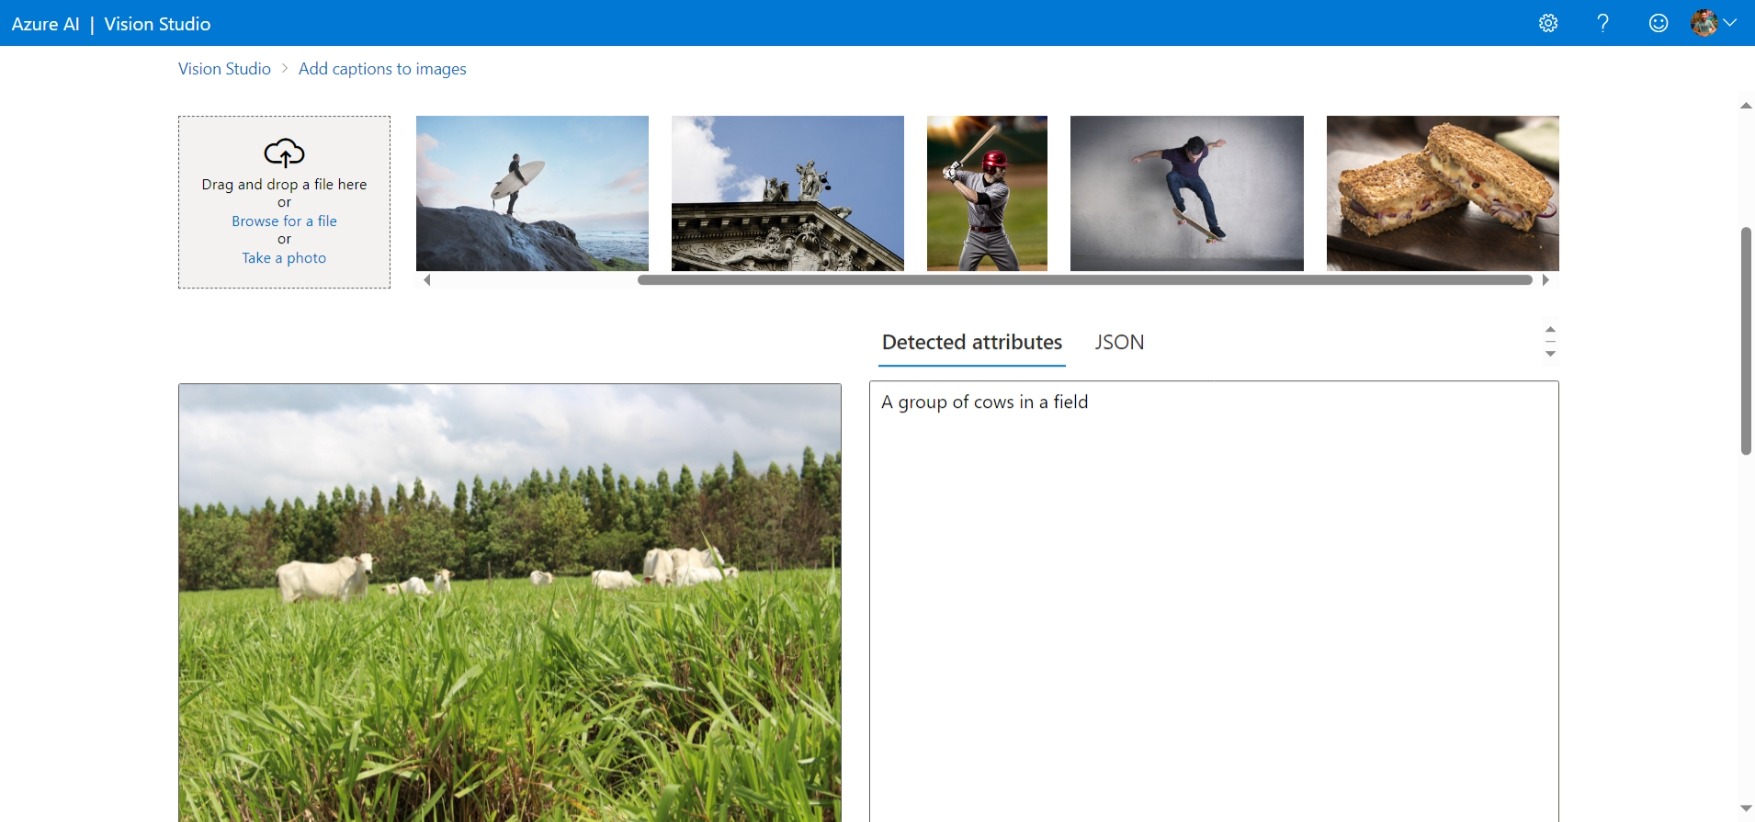 Azure AI | Vision Studio
Vision Studio > Add captions to images
Drag and drop a file here
or
Browse for a file
or
Take a photo
Detected attributes
JSON
A group of cows in a field